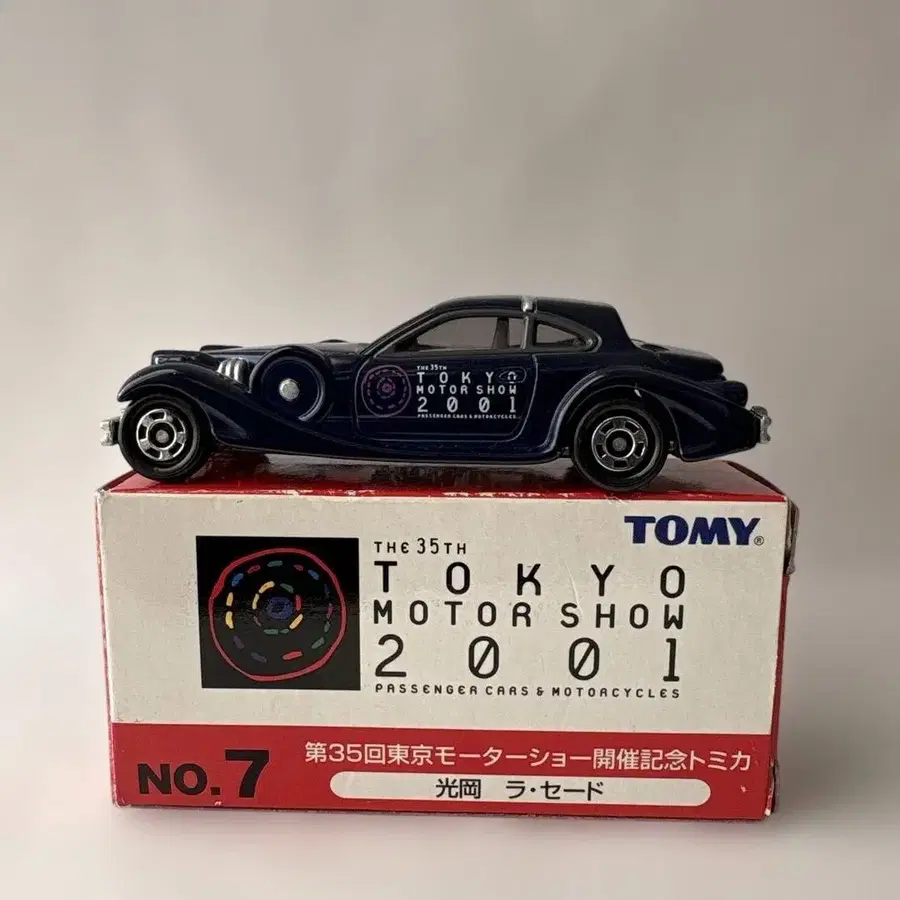 THE 35TH
TOKYO
MOTOR SHOW
2001
PASSENGER CARS & MOTORCYCLES
TOMY®
THE 35TH
TOKYO
MOTOR SHOW
2001
PASSENGER CARS & MOTORCYCLES
NO.7
第35回東京モーターショー開催記念トミカ
光岡 ラ・セード